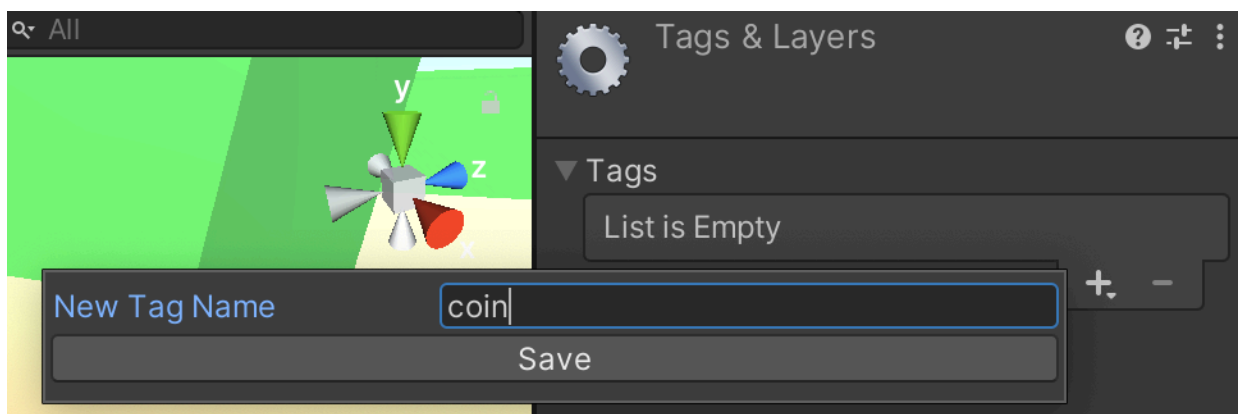 All
Tags & Layers
y
z
x
Tags
List is Empty
New Tag Name
coin
Save